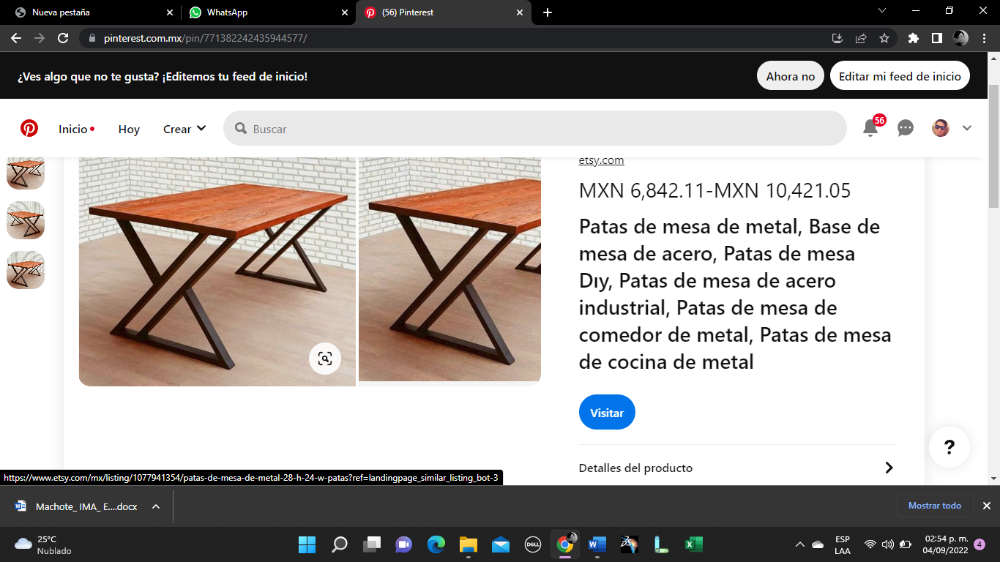 Nueva pestaña
WhatsApp
(56) Pinterest
pinterest.com.mx/pin/771382242435944577/
¿Ves algo que no te gusta? ¡Editemos tu feed de inicio!
Ahora no
Editar mi feed de inicio
Inicio
Hoy
Crear
Buscar
56
etsy.com
MXN 6,842.11-MXN 10,421.05
Patas de mesa de metal, Base de
mesa de acero, Patas de mesa
Dıy, Patas de mesa de acero
industrial, Patas de mesa de
comedor de metal, Patas de mesa
de cocina de metal
Visitar
Detalles del producto
?
https://www.etsy.com/mx/listing/1077941354/patas-de-mesa-de-metal-28-h-24-w-patas?ref=landingpage_similar_listing_bot-3
Machote_ IMA_ E....docx
Mostrar todo
25°C
Nublado
DELL
ESP
LAA
02:54 p. m.
04/09/2022
4